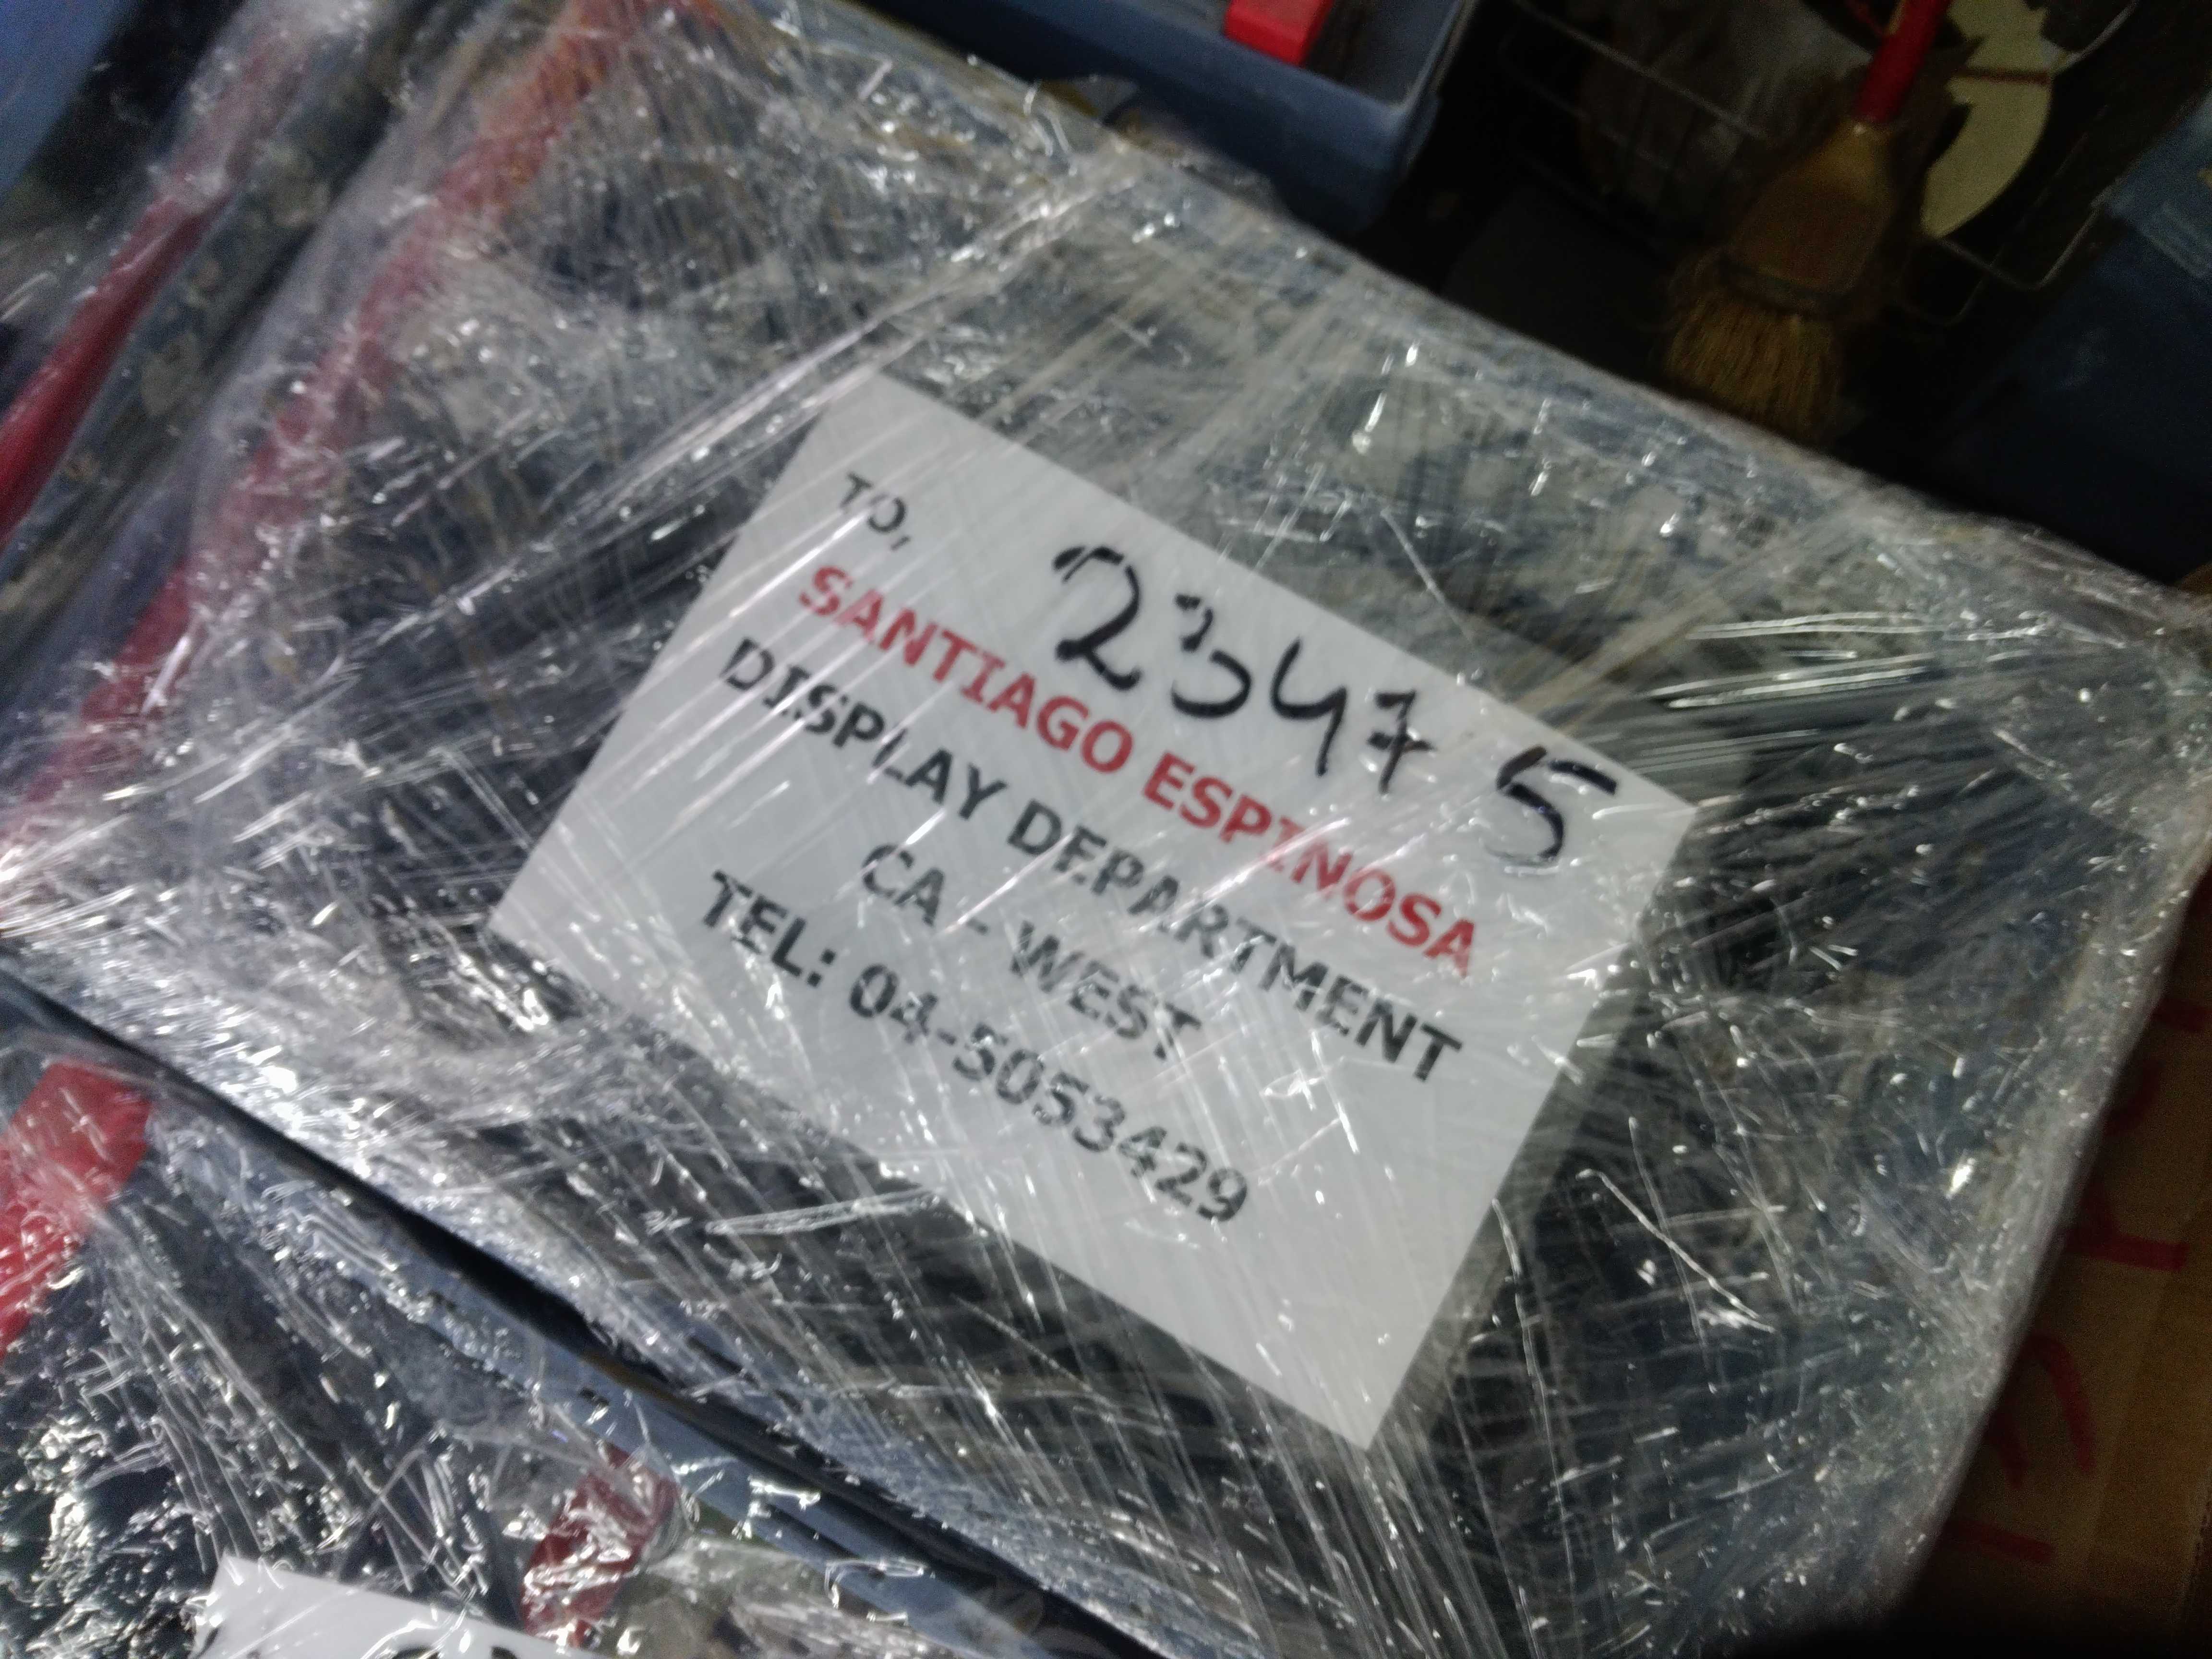 TO,
23475
SANTIAGO ESPINOSA
DISPLAY DEPARTMENT
CA - WEST
TEL: 04-5053429